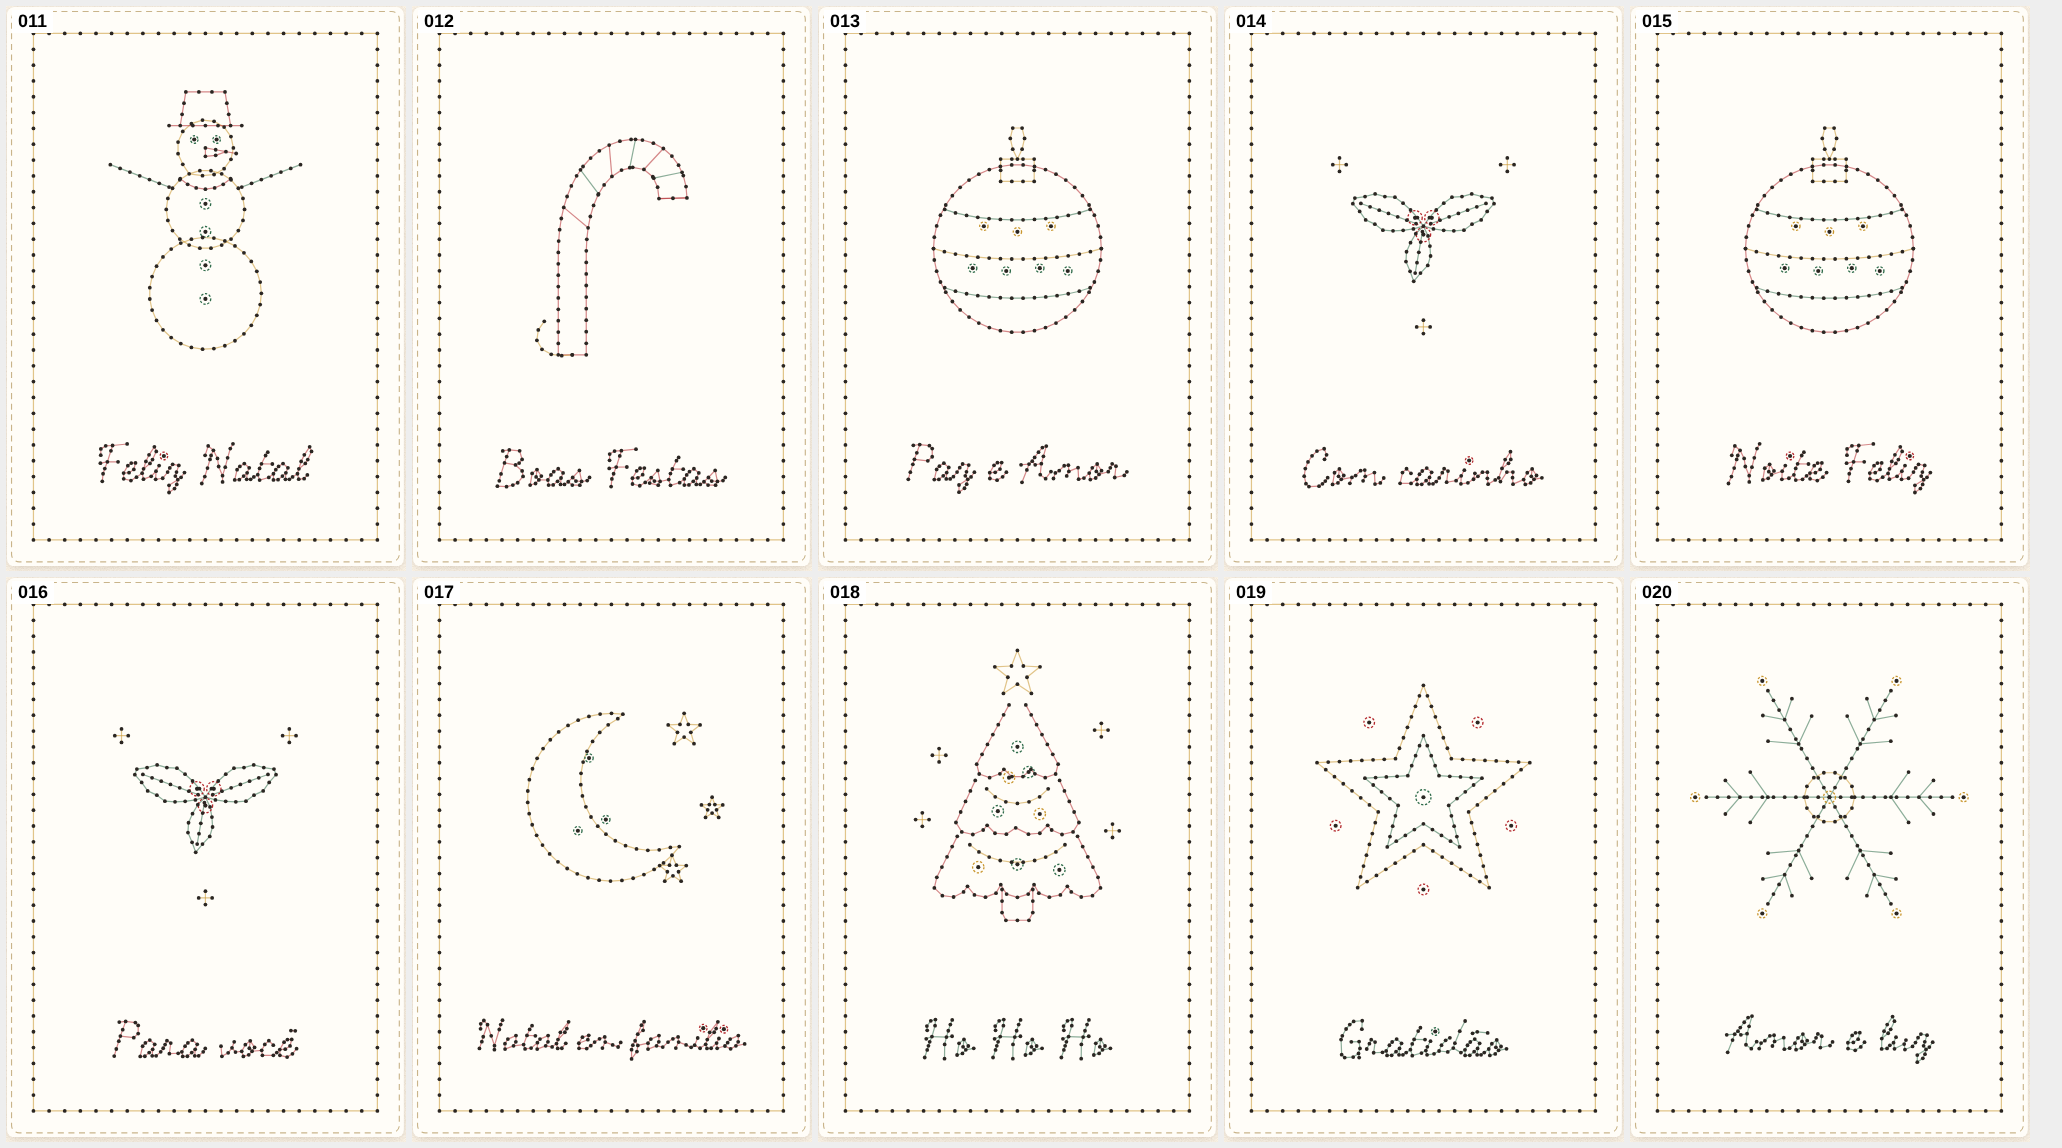 011
012
013
014
015
Feliz Natal
Boas Festas
Paz e Amor
Com carinho
Noite Feliz
016
017
018
019
020
Para você
Natal em família
Ho Ho Ho
Gratidão
Amor e luz